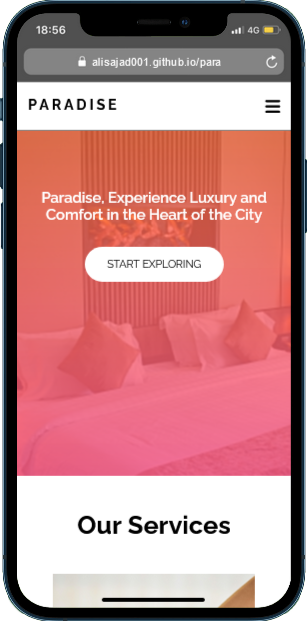 18:56
4G
alisajad001.github.io/para
PARADISE
Paradise, Experience Luxury and
Comfort in the Heart of the City
START EXPLORING
Our Services